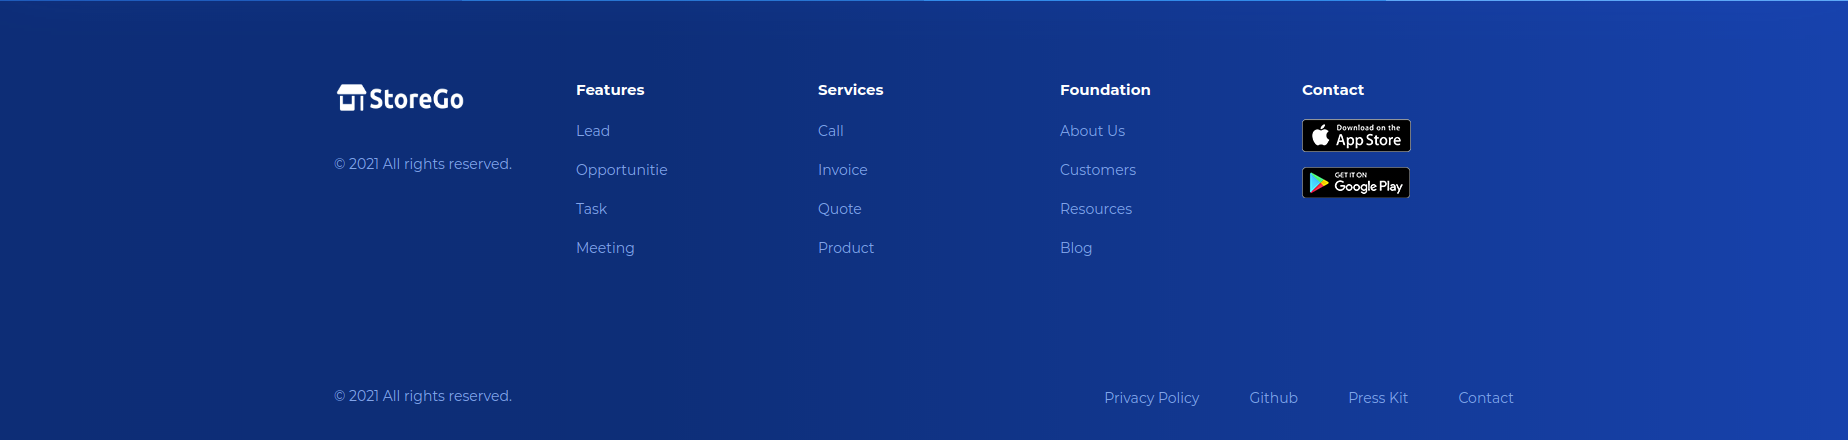 StoreGo
© 2021 All rights reserved.
Features
Lead
Opportunitie
Task
Meeting
Services
Call
Invoice
Quote
Product
Foundation
About Us
Customers
Resources
Blog
Contact
Download on the
App Store
GET IT ON
Google Play
© 2021 All rights reserved.
Privacy Policy
Github
Press Kit
Contact